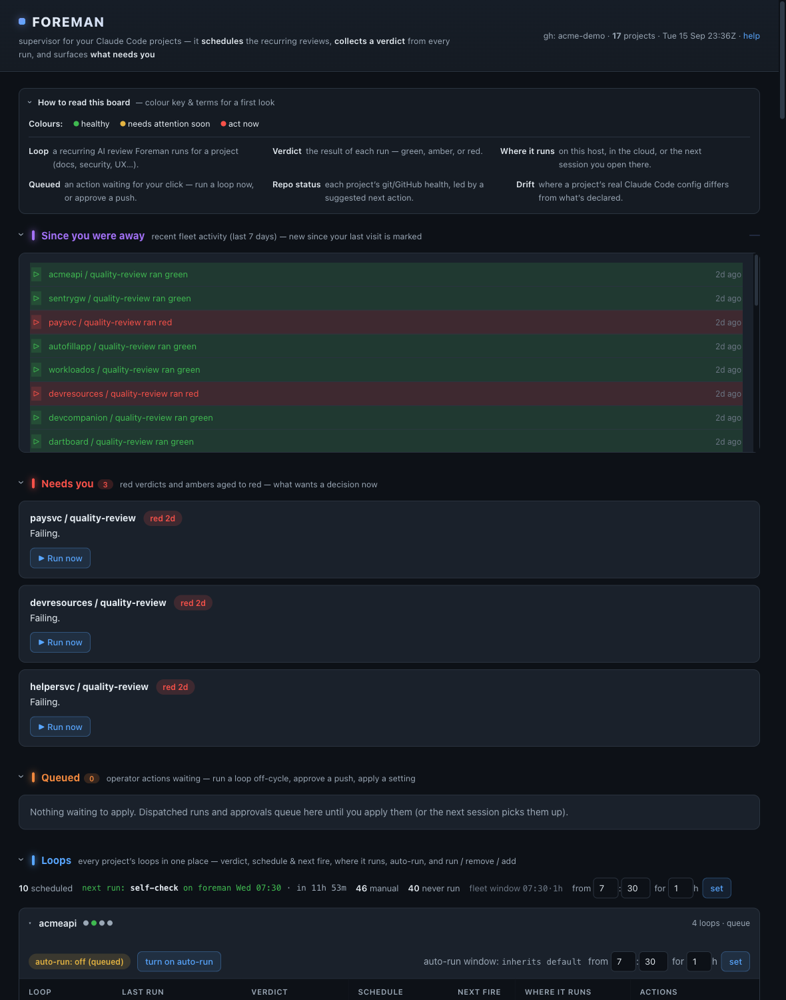 FOREMAN
supervisor for your Claude Code projects — it schedules the recurring reviews, collects a verdict from every
run, and surfaces what needs you
gh: acme-demo · 17 projects · Tue 15 Sep 23:36Z · help
How to read this board — colour key & terms for a first look
Colours: healthy needs attention soon act now
Loop a recurring AI review Foreman runs for a project
(docs, security, UX…).
Verdict the result of each run — green, amber, or red.
Where it runs on this host, in the cloud, or the next
session you open there.
Queued an action waiting for your click — run a loop now,
or approve a push.
Repo status each project's git/GitHub health, led by a
suggested next action.
Drift where a project's real Claude Code config differs
from what's declared.
Since you were away recent fleet activity (last 7 days) — new since your last visit is marked
acmeapi / quality-review ran green 2d ago
sentrygw / quality-review ran green 2d ago
paysvc / quality-review ran red 2d ago
autofillapp / quality-review ran green 2d ago
workloados / quality-review ran green 2d ago
devresources / quality-review ran red 2d ago
devcompanion / quality-review ran green 2d ago
dartboard / quality-review ran green 2d ago
Needs you 3 red verdicts and ambers aged to red — what wants a decision now
paysvc / quality-review red 2d
Failing.
▶ Run now
devresources / quality-review red 2d
Failing.
▶ Run now
helpersvc / quality-review red 2d
Failing.
▶ Run now
Queued 0 operator actions waiting — run a loop off-cycle, approve a push, apply a setting
Nothing waiting to apply. Dispatched runs and approvals queue here until you apply them (or the next session picks them up).
Loops every project's loops in one place — verdict, schedule & next fire, where it runs, auto-run, and run / remove / add
10 scheduled next run: self-check on foreman Wed 07:30 · in 11h 53m 46 manual 40 never run fleet window 07:30·1h from 7 : 30 for 1 h set
acmeapi 4 loops · queue
auto-run: off (queued) turn on auto-run auto-run window: inherits default from 7 : 30 for 1 h set
LOOP LAST RUN VERDICT SCHEDULE NEXT FIRE WHERE IT RUNS ACTIONS